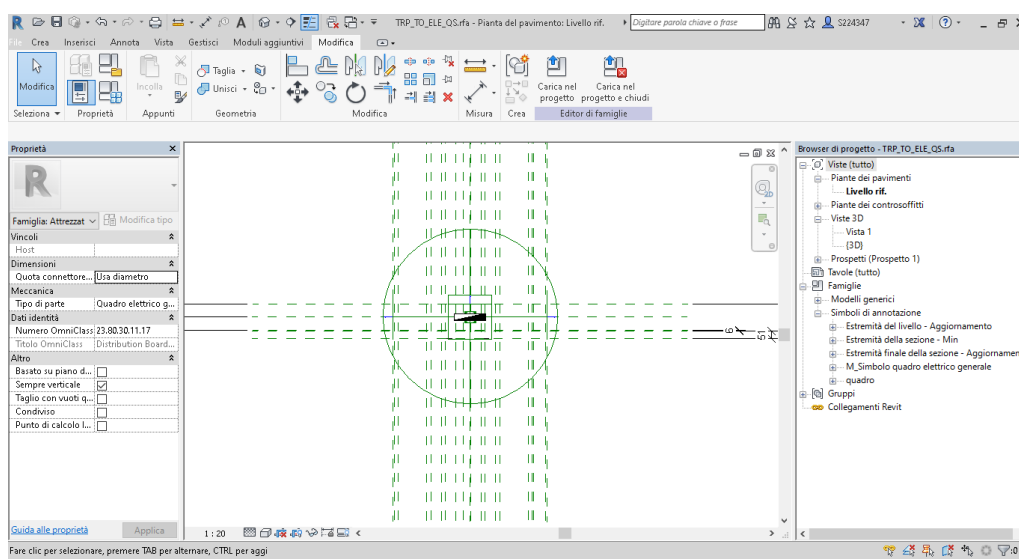 TRP_TO_ELE_QS.rfa - Pianta del pavimento: Livello rif.
Digitare parola chiave o frase
S224347
File Crea Inserisci Annota Vista Gestisci Moduli aggiuntivi Modifica
Modifica
Incolla
Taglia
Unisci
Carica nel progetto
Carica nel progetto e chiudi
Seleziona Proprietà Appunti Geometria Modifica Misura Crea Editor di famiglie
Proprietà
R
Famiglia: Attrezzat
Modifica tipo
Vincoli
Host
Dimensioni
Quota connettore... Usa diametro
Meccanica
Tipo di parte Quadro elettrico g...
Dati identità
Numero OmniClass 23.80.30.11.17
Titolo OmniClass Distribution Board...
Altro
Basato su piano d...
Sempre verticale
Taglio con vuoti q...
Condiviso
Punto di calcolo l...
Guida alle proprietà
Applica
1 : 20
Browser di progetto - TRP_TO_ELE_QS.rfa
Viste (tutto)
Piante dei pavimenti
Livello rif.
Piante dei controsoffitti
Viste 3D
Vista 1
{3D}
Prospetti (Prospetto 1)
Tavole (tutto)
Famiglie
Modelli generici
Simboli di annotazione
Estremità del livello - Aggiornamento
Estremità della sezione - Min
Estremità finale della sezione - Aggiornamen
M_Simbolo quadro elettrico generale
quadro
Gruppi
Collegamenti Revit
Fare clic per selezionare, premere TAB per alternare, CTRL per aggi
:0